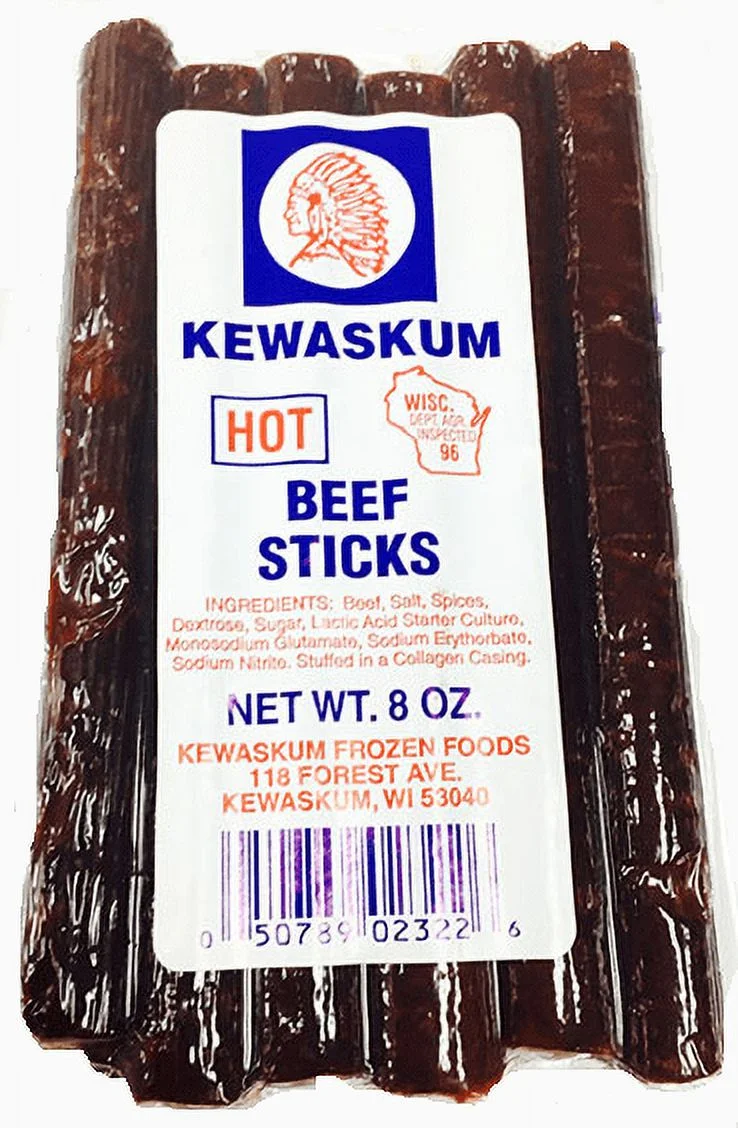 KEWASKUM
HOT
WISC.
DEPT. AGR.
INSPECTED
96
BEEF
STICKS
INGREDIENTS: Beef, Salt, Spices,
Dextrose, Sugar, Lactic Acid Starter Culture,
Monosodium Glutamate, Sodium Erythorbate,
Sodium Nitrite. Stuffed in a Collagen Casing.
NET WT. 8 OZ.
KEWASKUM FROZEN FOODS
118 FOREST AVE.
KEWASKUM, WI 53040
0 50789 02322 6